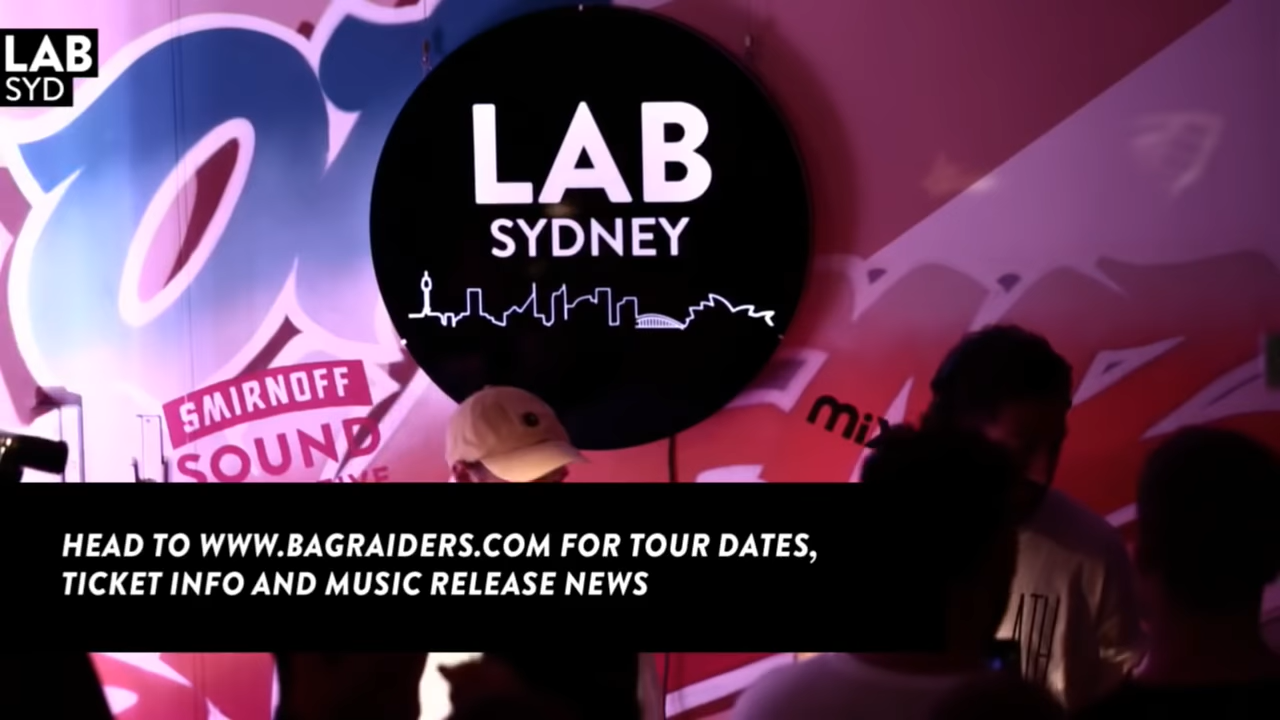 LAB
SYD
LAB
SYDNEY
SMIRNOFF
SOUND
mix
HEAD TO WWW.BAGRAIDERS.COM FOR TOUR DATES,
TICKET INFO AND MUSIC RELEASE NEWS